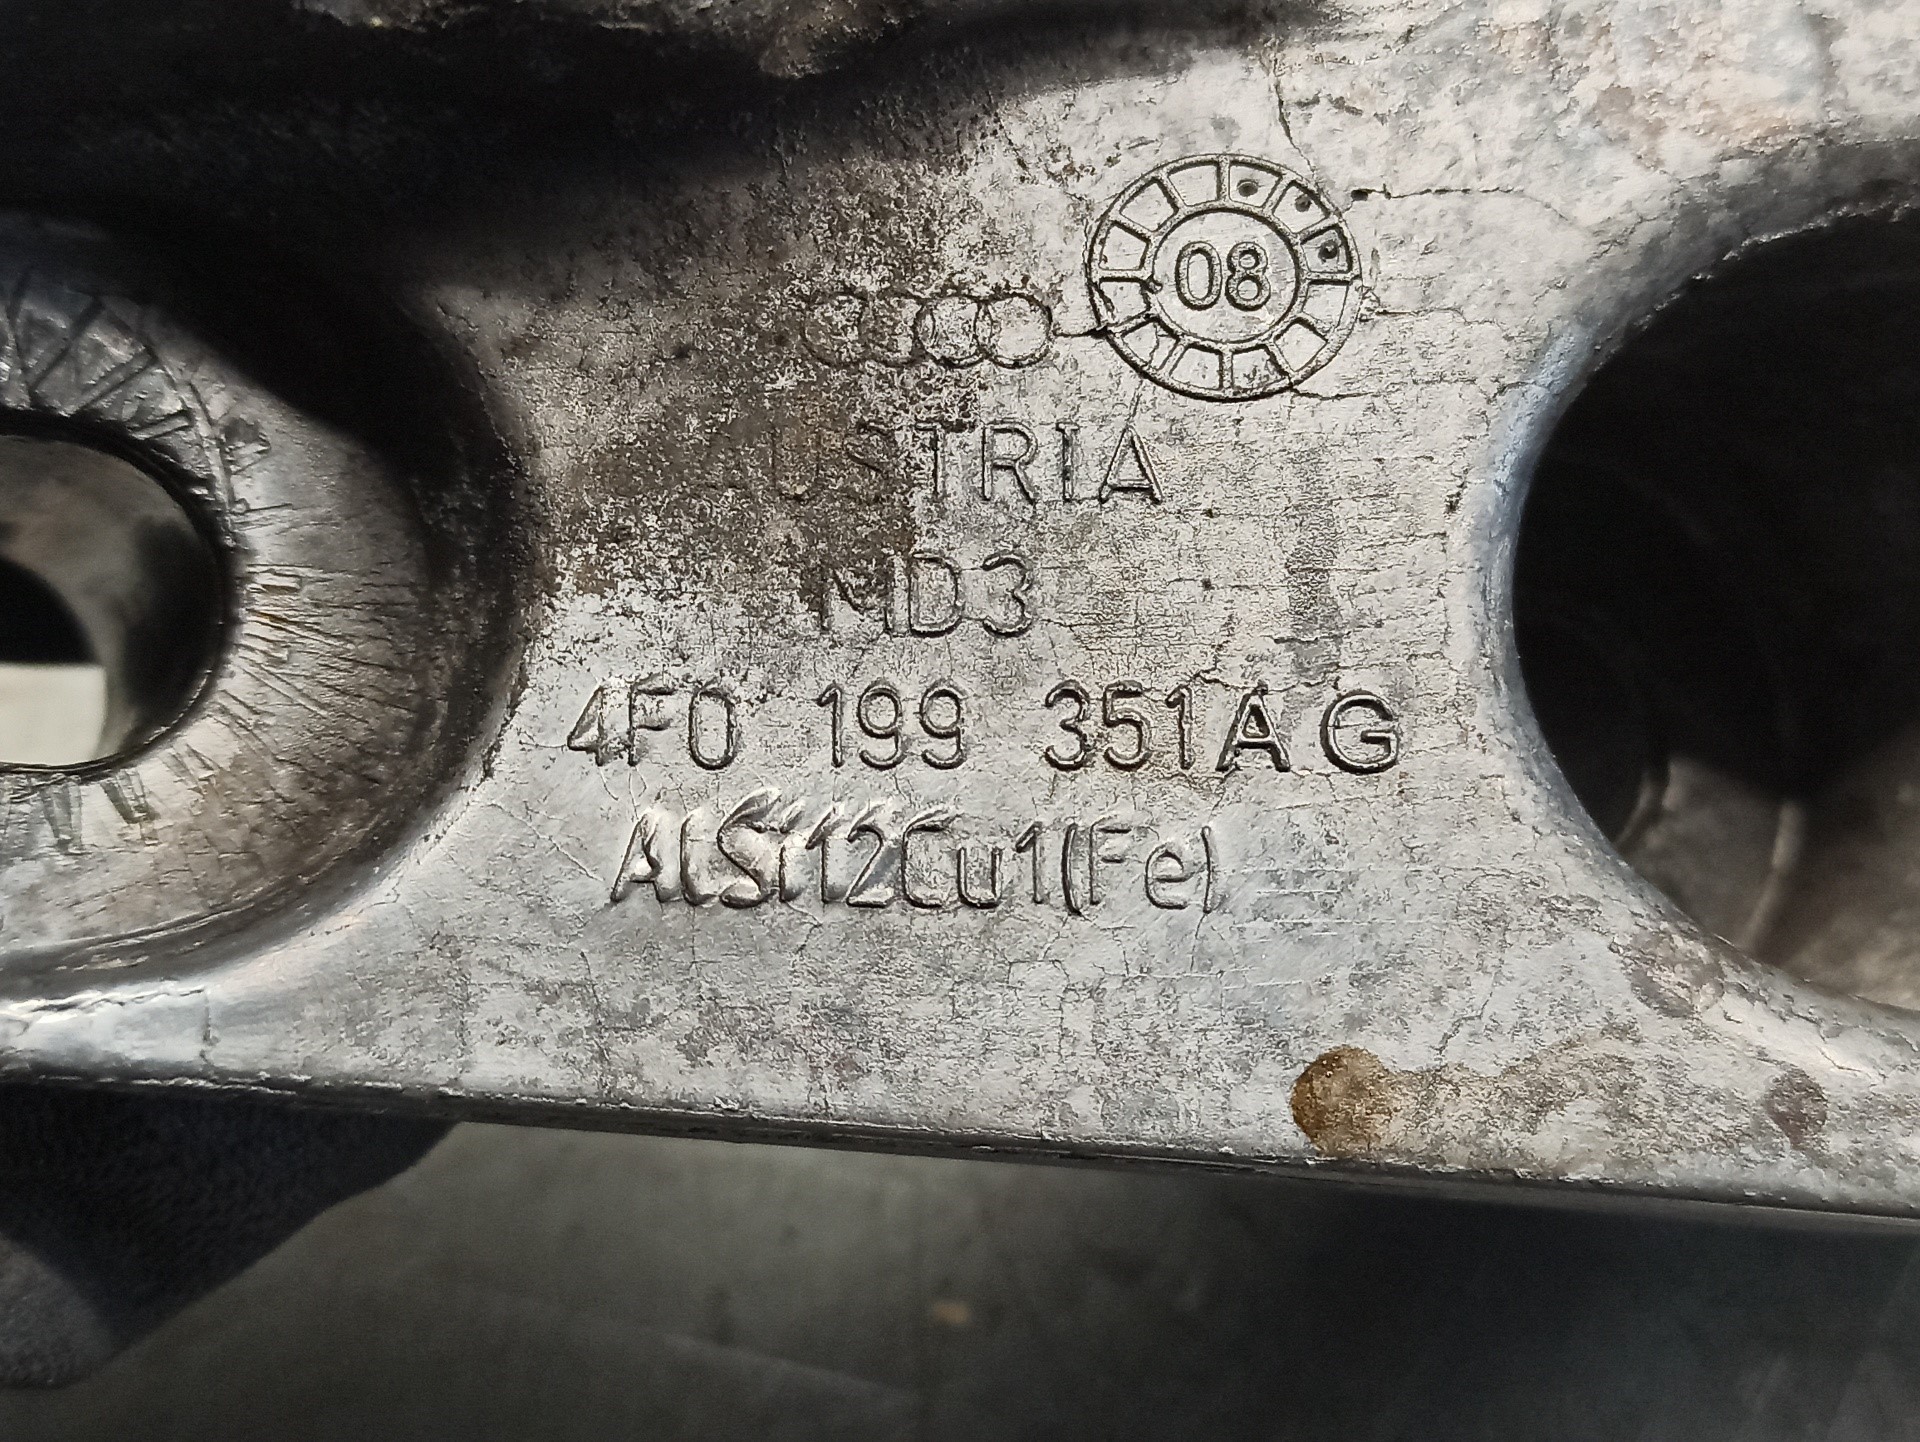 08
AUSTRIA
MD3
4F0 199 351AG
AlSi12Cu1(Fe)